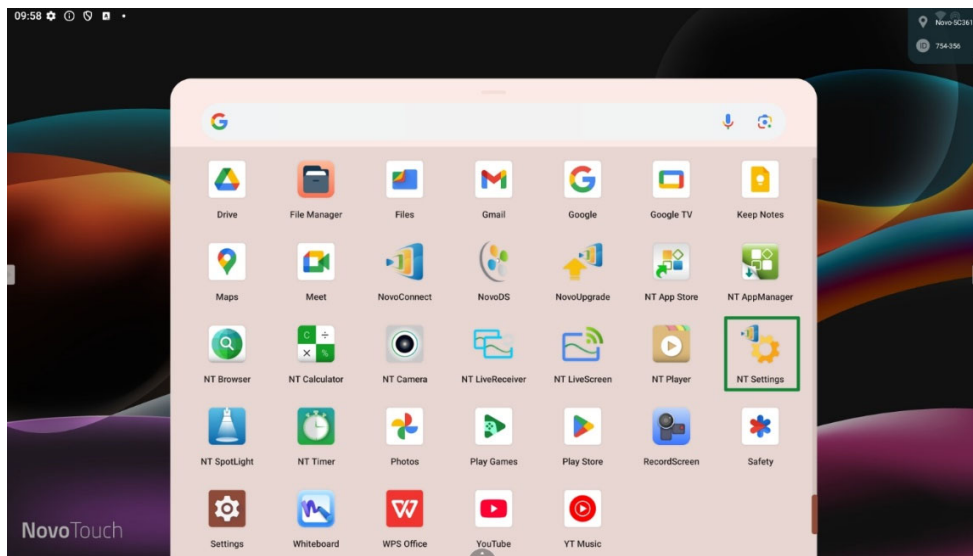 09:58
Novo-5C361
ID 754-356
Drive File Manager Files Gmail Google Google TV Keep Notes
Maps Meet NovoConnect NovoDS NovoUpgrade NT App Store NT AppManager
NT Browser NT Calculator NT Camera NT LiveReceiver NT LiveScreen NT Player NT Settings
NT SpotLight NT Timer Photos Play Games Play Store RecordScreen Safety
Settings Whiteboard WPS Office YouTube YT Music
NovoTouch